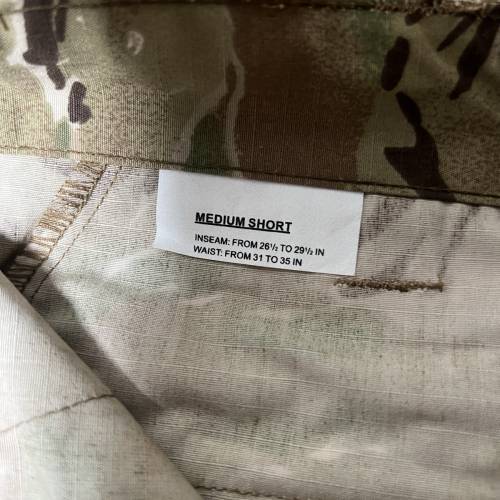 MEDIUM SHORT
INSEAM: FROM 26½ TO 29½ IN
WAIST: FROM 31 TO 35 IN